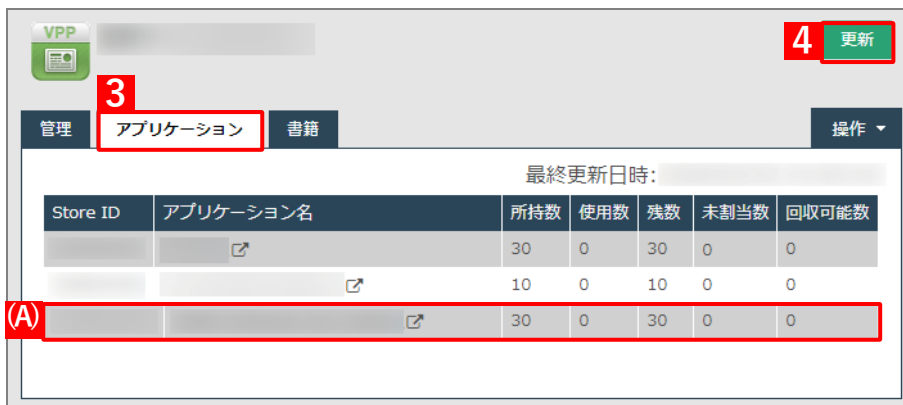 VPP
4 更新
3
管理 アプリケーション 書籍 操作
最終更新日時:
Store ID アプリケーション名 所持数 使用数 残数 未割当数 回収可能数
30 0 30 0 0
10 0 10 0 0
(A) 30 0 30 0 0